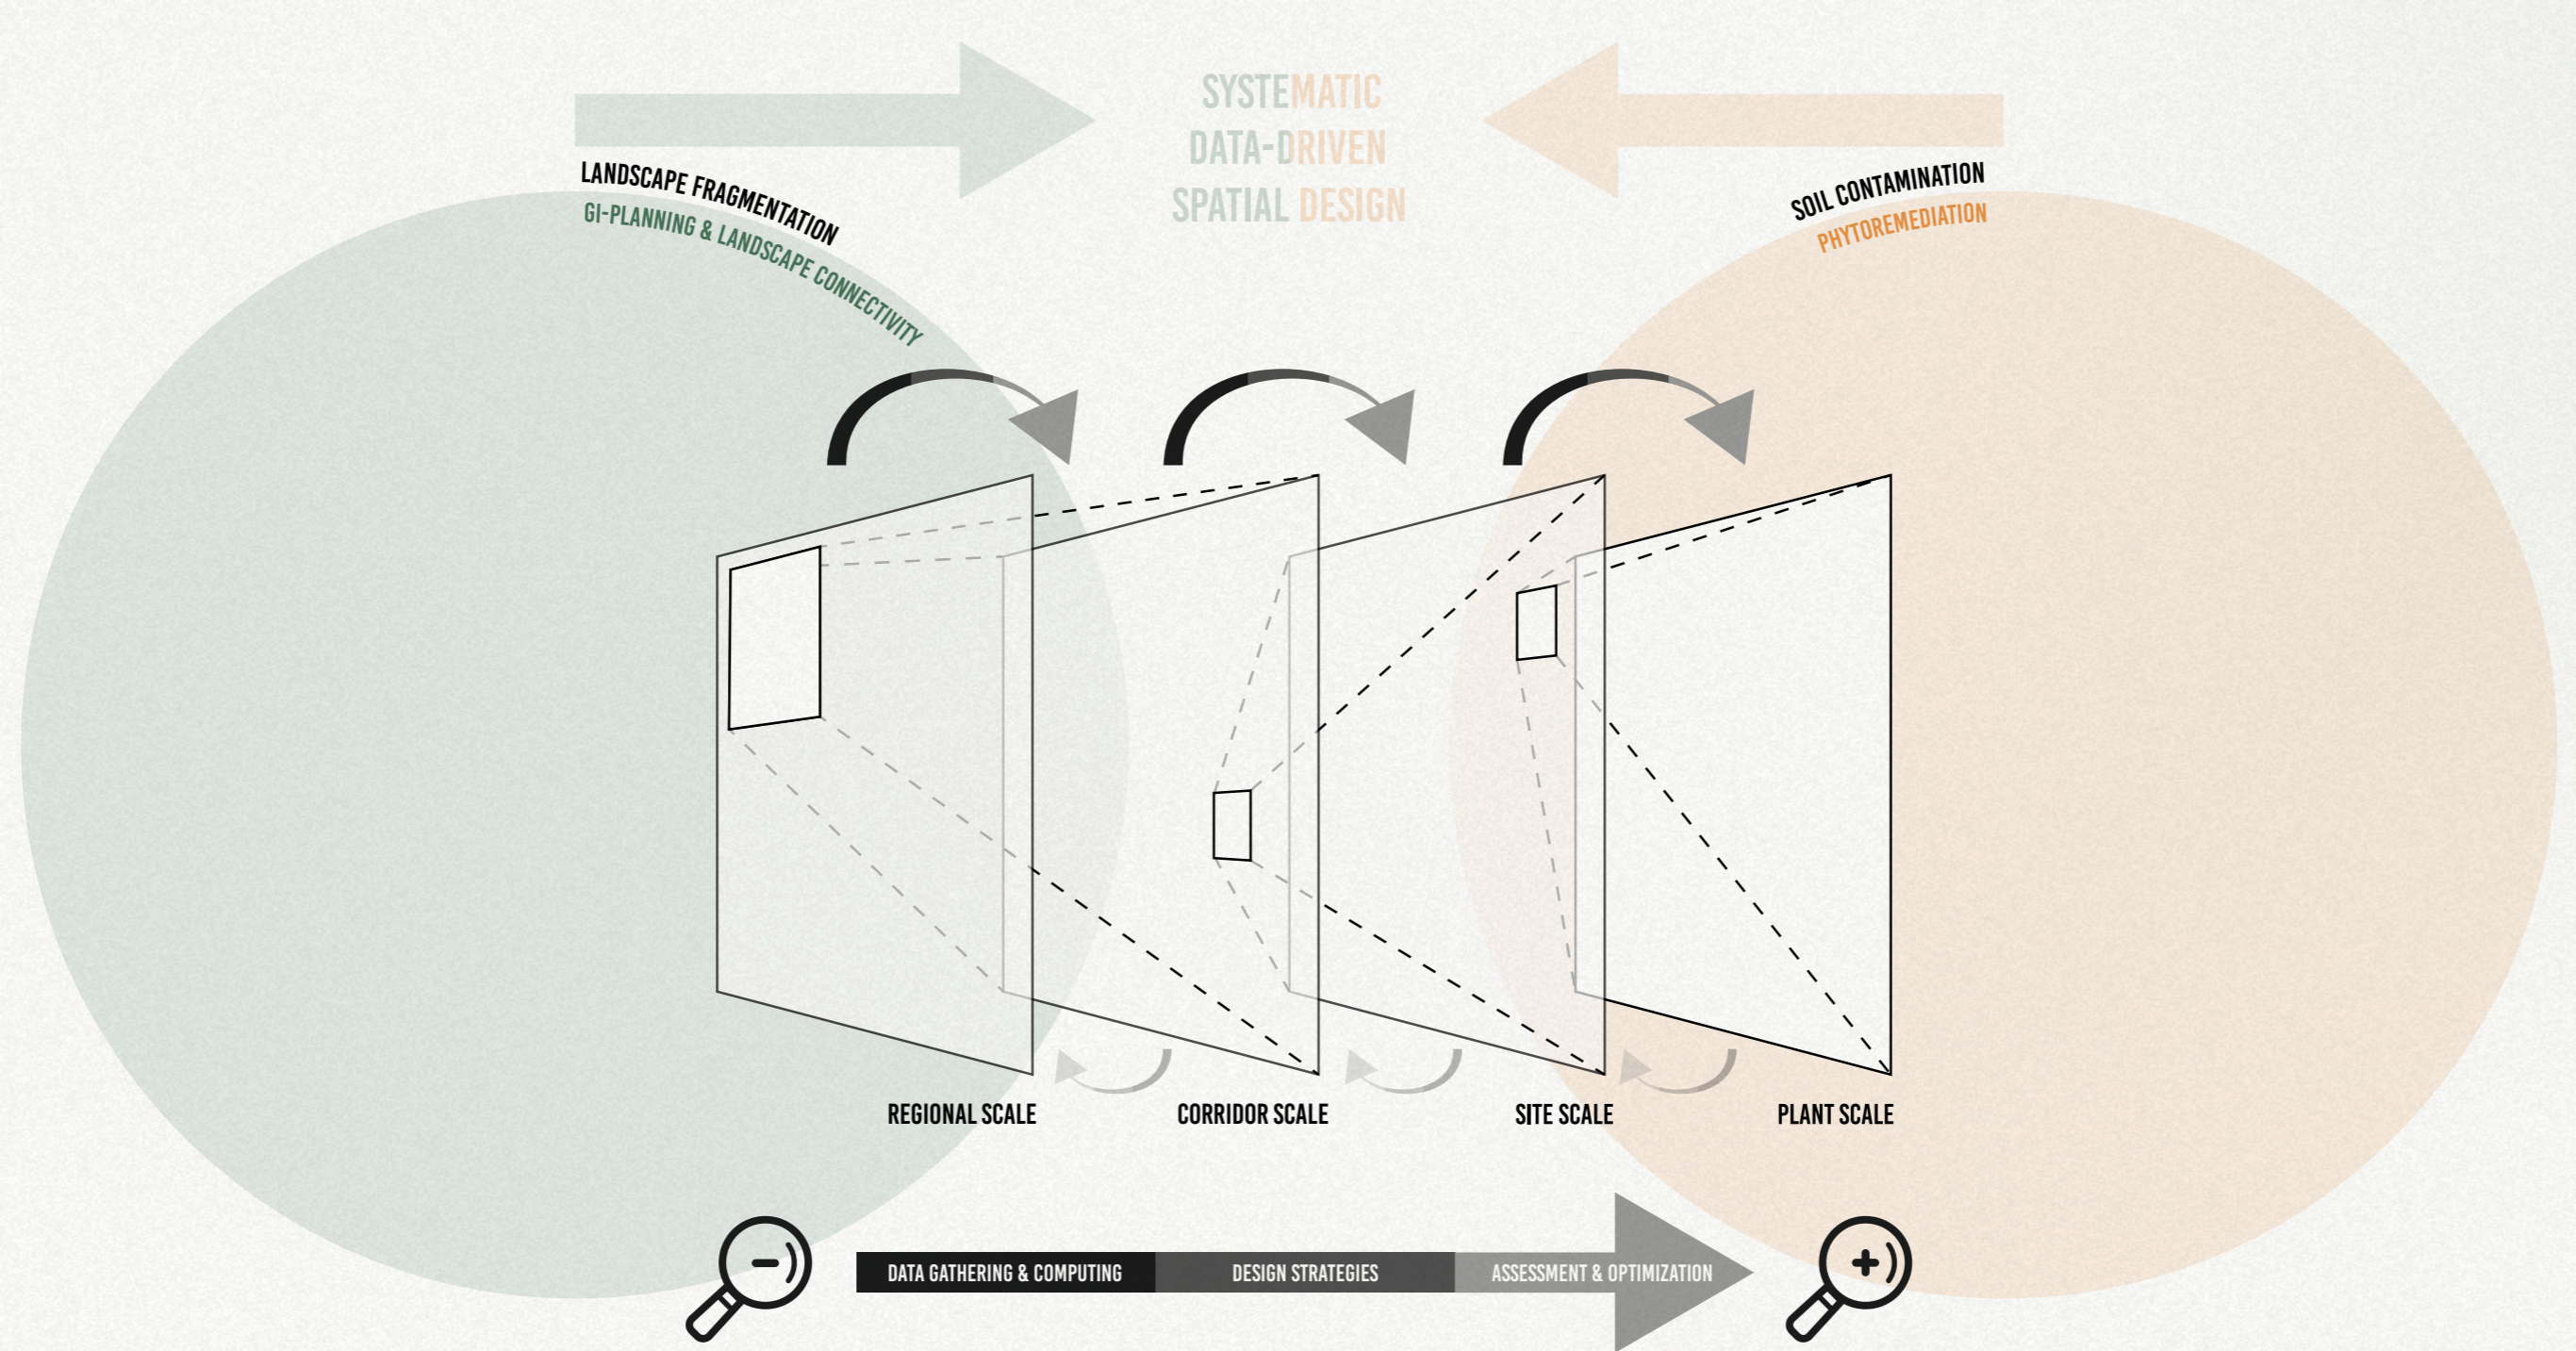 SYSTEMATIC
DATA-DRIVEN
SPATIAL DESIGN
LANDSCAPE FRAGMENTATION
GI-PLANNING & LANDSCAPE CONNECTIVITY
SOIL CONTAMINATION
PHYTOREMEDIATION
REGIONAL SCALE
CORRIDOR SCALE
SITE SCALE
PLANT SCALE
DATA GATHERING & COMPUTING
DESIGN STRATEGIES
ASSESSMENT & OPTIMIZATION